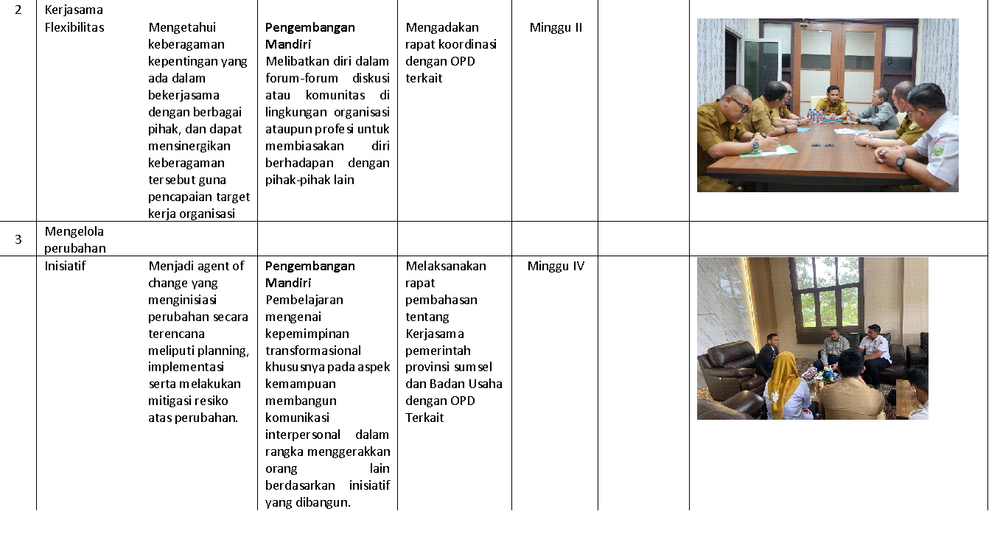 2
Kerjasama
Flexibilitas
Mengetahui
keberagaman
kepentingan yang
ada dalam
bekerjasama
dengan berbagai
pihak, dan dapat
mensinergikan
keberagaman
tersebut guna
pencapaian target
kerja organisasi
Pengembangan
Mandiri
Melibatkan diri dalam
forum-forum diskusi
atau komunitas di
lingkungan organisasi
ataupun profesi untuk
membiasakan diri
berhadapan dengan
pihak-pihak lain
Mengadakan
rapat koordinasi
dengan OPD
terkait
Minggu II
3
Mengelola
perubahan
Inisiatif
Menjadi agent of
change yang
menginisiasi
perubahan secara
terencana
meliputi planning,
implementasi
serta melakukan
mitigasi resiko
atas perubahan.
Pengembangan
Mandiri
Pembelajaran
mengenai
kepemimpinan
transformasional
khususnya pada aspek
kemampuan
membangun
komunikasi
interpersonal dalam
rangka menggerakkan
orang lain
berdasarkan inisiatif
yang dibangun.
Melaksanakan
rapat
pembahasan
tentang
Kerjasama
pemerintah
provinsi sumsel
dan Badan Usaha
dengan OPD
Terkait
Minggu IV